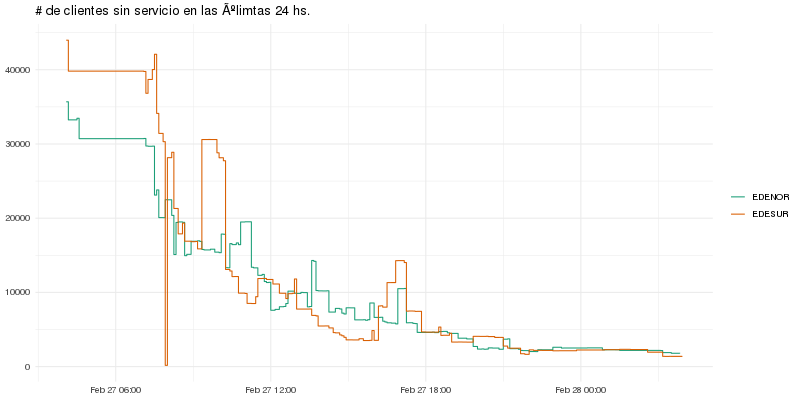 # de clientes sin servicio en las Ãºlimtas 24 hs.
40000
30000
20000
10000
0
Feb 27 06:00
Feb 27 12:00
Feb 27 18:00
Feb 28 00:00
EDENOR
EDESUR